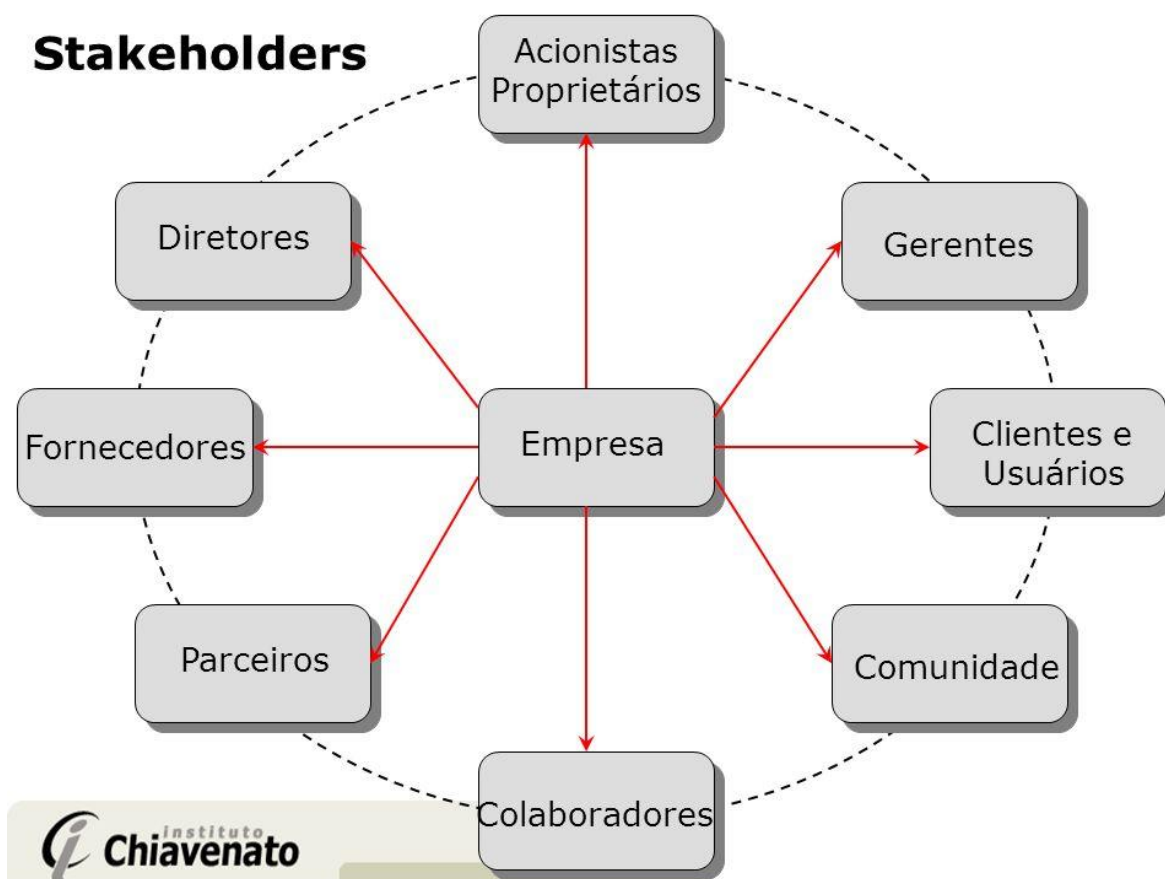 Stakeholders
Acionistas
Proprietários
Diretores
Gerentes
Fornecedores
Empresa
Clientes e
Usuários
Parceiros
Comunidade
Colaboradores
instituto
Chiavenato